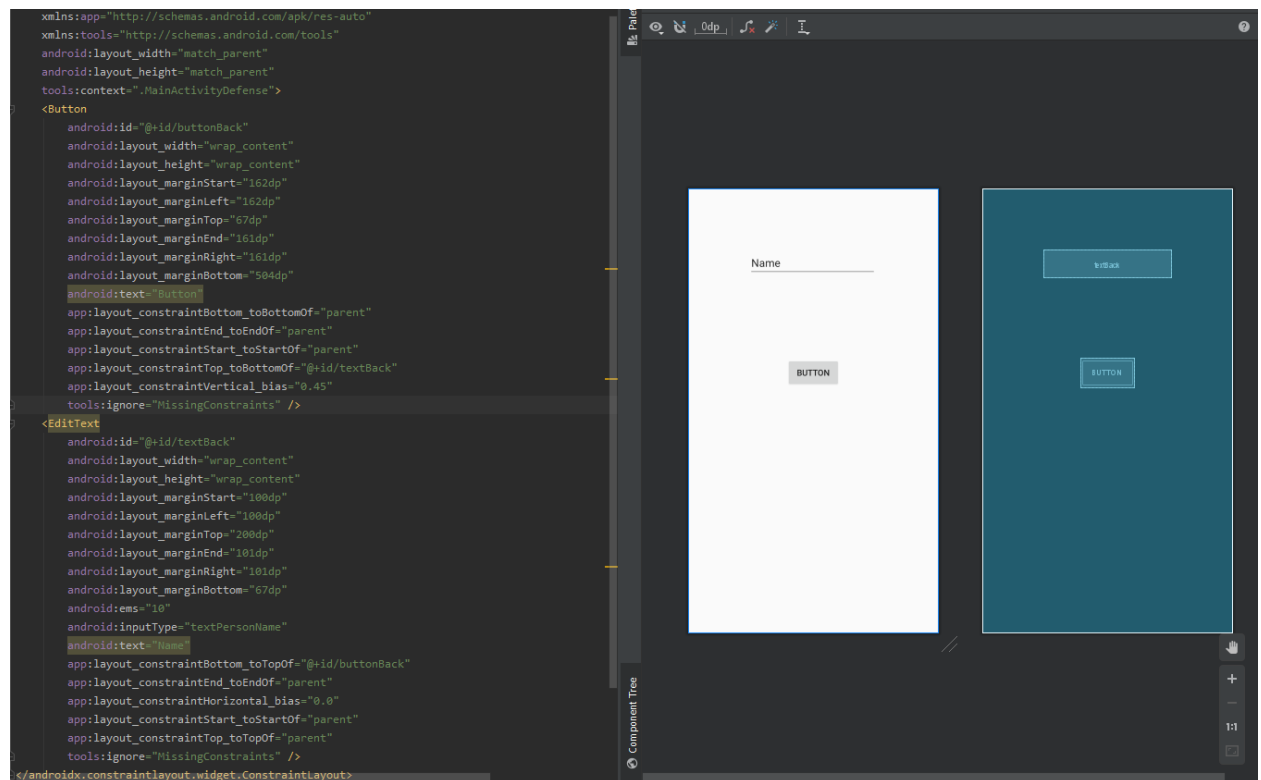 xmlns:app="http://schemas.android.com/apk/res-auto"
xmlns:tools="http://schemas.android.com/tools"
android:layout_width="match_parent"
android:layout_height="match_parent"
tools:context=".MainActivityDefense">
<Button
android:id="@+id/buttonBack"
android:layout_width="wrap_content"
android:layout_height="wrap_content"
android:layout_marginStart="162dp"
android:layout_marginLeft="162dp"
android:layout_marginTop="67dp"
android:layout_marginEnd="161dp"
android:layout_marginRight="161dp"
android:layout_marginBottom="504dp"
android:text="Button"
app:layout_constraintBottom_toBottomOf="parent"
app:layout_constraintEnd_toEndOf="parent"
app:layout_constraintStart_toStartOf="parent"
app:layout_constraintTop_toBottomOf="@+id/textBack"
app:layout_constraintVertical_bias="0.45"
tools:ignore="MissingConstraints" />
<EditText
android:id="@+id/textBack"
android:layout_width="wrap_content"
android:layout_height="wrap_content"
android:layout_marginStart="100dp"
android:layout_marginLeft="100dp"
android:layout_marginTop="200dp"
android:layout_marginEnd="101dp"
android:layout_marginRight="101dp"
android:layout_marginBottom="67dp"
android:ems="10"
android:inputType="textPersonName"
android:text="Name"
app:layout_constraintBottom_toTopOf="@+id/buttonBack"
app:layout_constraintEnd_toEndOf="parent"
app:layout_constraintHorizontal_bias="0.0"
app:layout_constraintStart_toStartOf="parent"
app:layout_constraintTop_toTopOf="parent"
tools:ignore="MissingConstraints" />
</androidx.constraintlayout.widget.ConstraintLayout>
Component Tree
0dp
Name
BUTTON
textBack
BUTTON
1:1